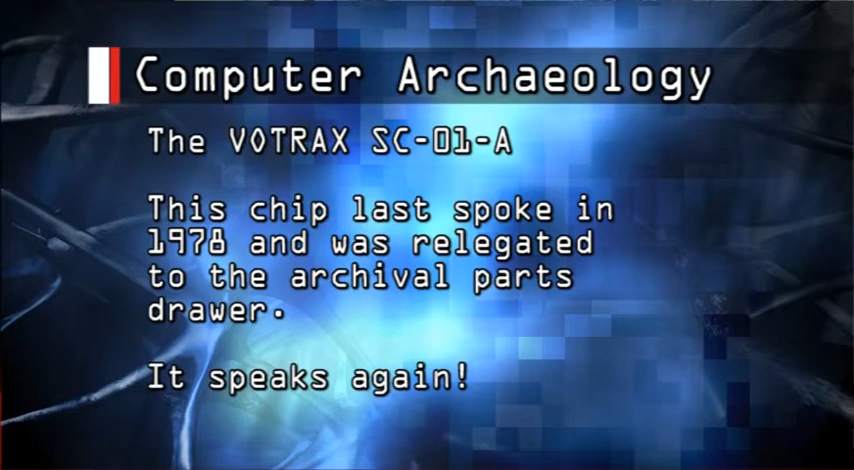 Computer Archaeology
The VOTRAX SC-01-A
This chip last spoke in
1978 and was relegated
to the archival parts
drawer.
It speaks again!